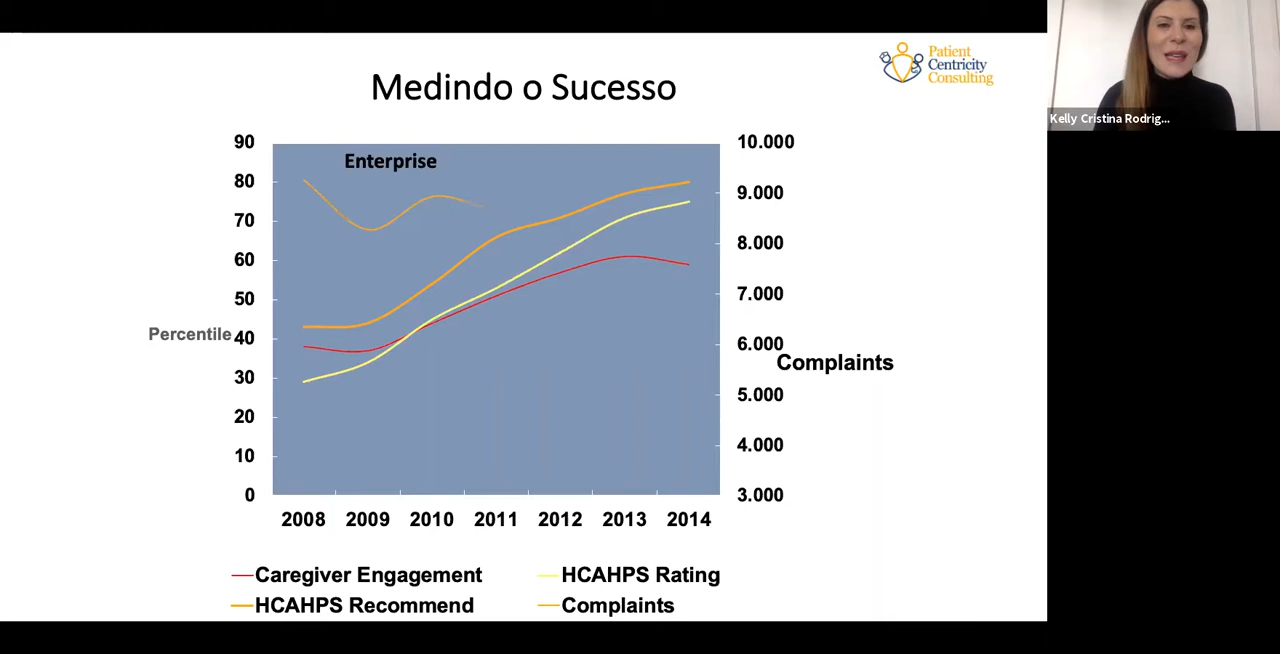 Patient
Centricity
Consulting
Medindo o Sucesso
Kelly Cristina Rodrig...
Enterprise
90
80
70
60
50
40
30
20
10
0
Percentile
10.000
9.000
8.000
7.000
6.000
5.000
4.000
3.000
Complaints
2008 2009 2010 2011 2012 2013 2014
Caregiver Engagement HCAHPS Rating
HCAHPS Recommend Complaints